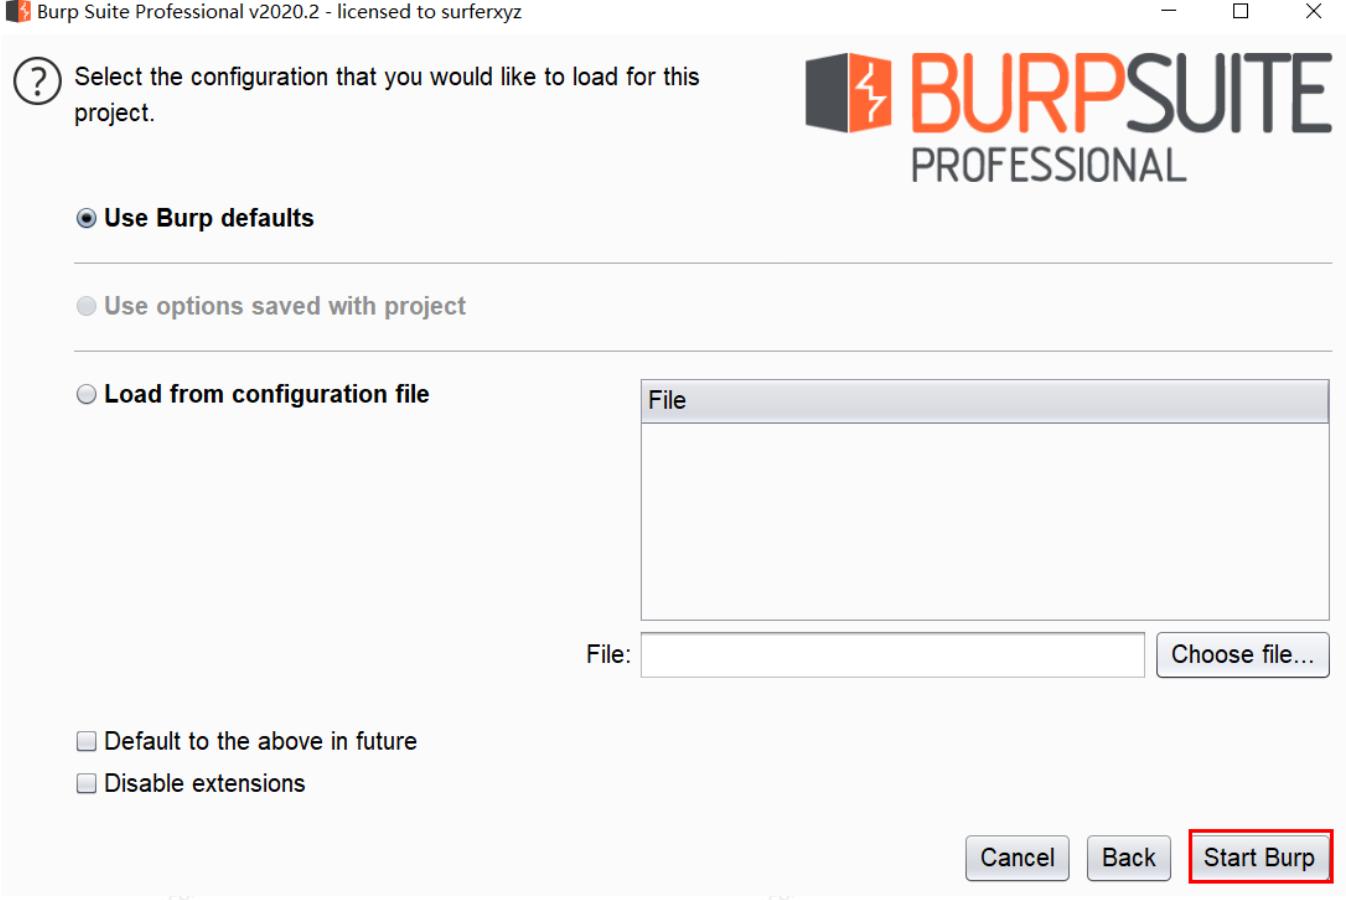 Burp Suite Professional v2020.2 - licensed to surferxyz
Select the configuration that you would like to load for this
project.
BURPSUITE
PROFESSIONAL
Use Burp defaults
Use options saved with project
Load from configuration file
File
File:
Choose file...
Default to the above in future
Disable extensions
Cancel
Back
Start Burp